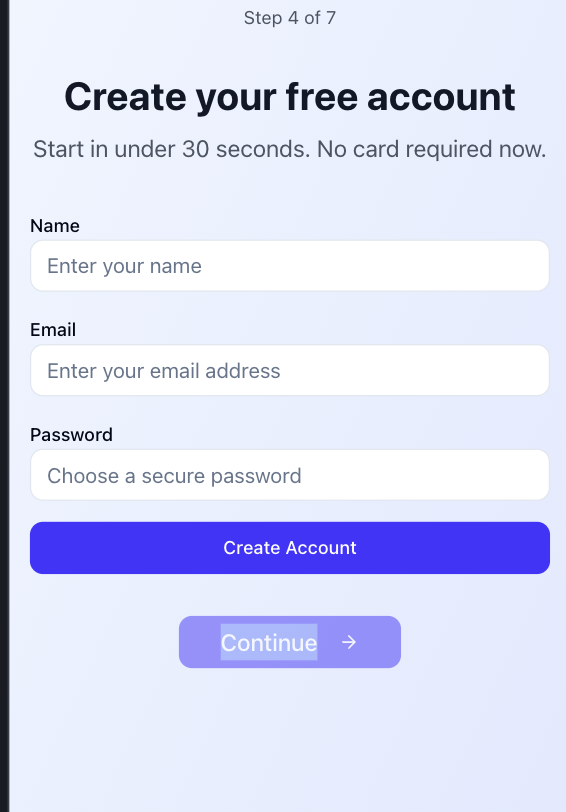 Step 4 of 7
Create your free account
Start in under 30 seconds. No card required now.
Name
Enter your name
Email
Enter your email address
Password
Choose a secure password
Create Account
Continue →